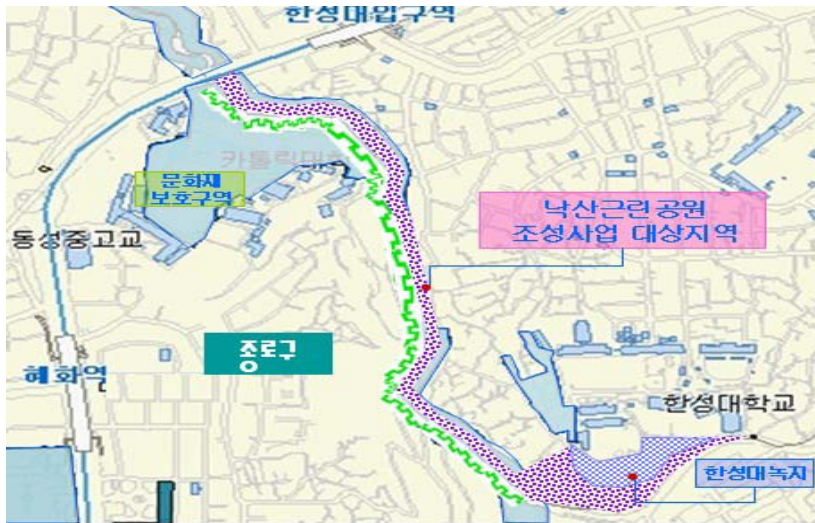 한성대입구역
카톨릭대
문화재
보호구역
낙산근린공원
조성사업 대상지역
동성중고교
종로구
혜화역
한성대학교
한성대녹지